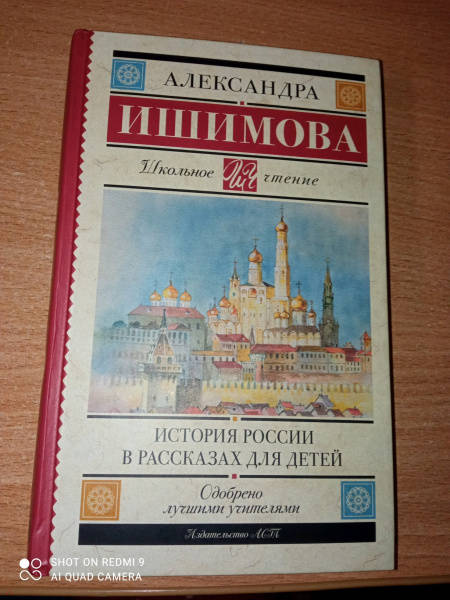 АЛЕКСАНДРА
ИШИМОВА
Школьное ШЧ чтение
ИСТОРИЯ РОССИИ
В РАССКАЗАХ ДЛЯ ДЕТЕЙ
Одобрено
лучшими учителями
Издательство АСТ
SHOT ON REDMI 9
AI QUAD CAMERA